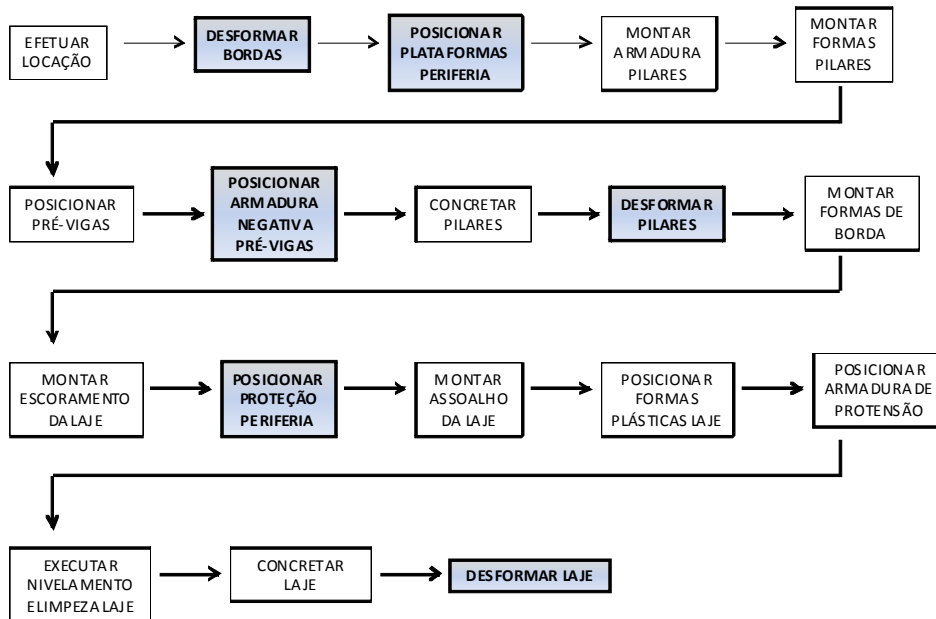 EFETUAR
LOCAÇÃO
DESFORMAR
BORDAS
POSICIONAR
PLATAFORMAS
PERIFERIA
MONTAR
ARMADURA
PILARES
MONTAR
FORMAS
PILARES
POSICIONAR
PRÉ-VIGAS
POSICIONAR
ARMADURA
NEGATIVA
PRÉ-VIGAS
CONCRETAR
PILARES
DESFORMAR
PILARES
MONTAR
FORMAS DE
BORDA
MONTAR
ESCORAMENTO
DA LAJE
POSICIONAR
PROTEÇÃO
PERIFERIA
MONTAR
ASSOALHO
DA LAJE
POSICIONAR
FORMAS
PLÁSTICAS LAJE
POSICIONAR
ARMADURA DE
PROTENSÃO
EXECUTAR
NIVELAMENTO
E LIMPEZA LAJE
CONCRETAR
LAJE
DESFORMAR LAJE